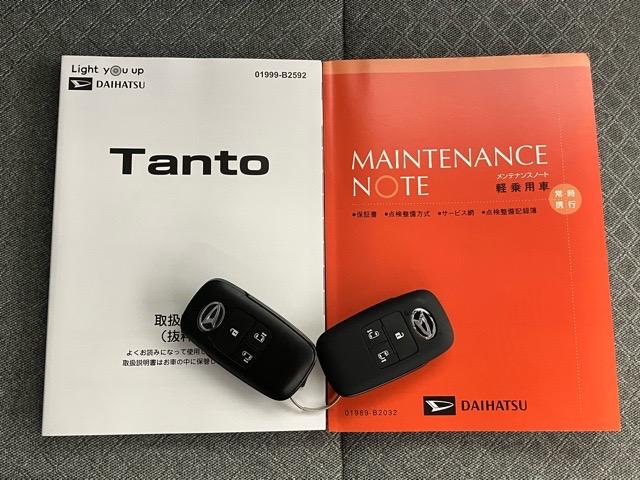 Light you up
DAIHATSU
01999-B2592
Tanto
取扱
(抜粋
よくお読みになって使用
取扱説明書はお車の中に保管
MAINTENANCE
NOTE
メンテナンスノート
軽乗用車
常時
携行
●保証書 ●点検整備方式 ●サービス網 ●点検整備記録簿
01989-B2032
DAIHATSU